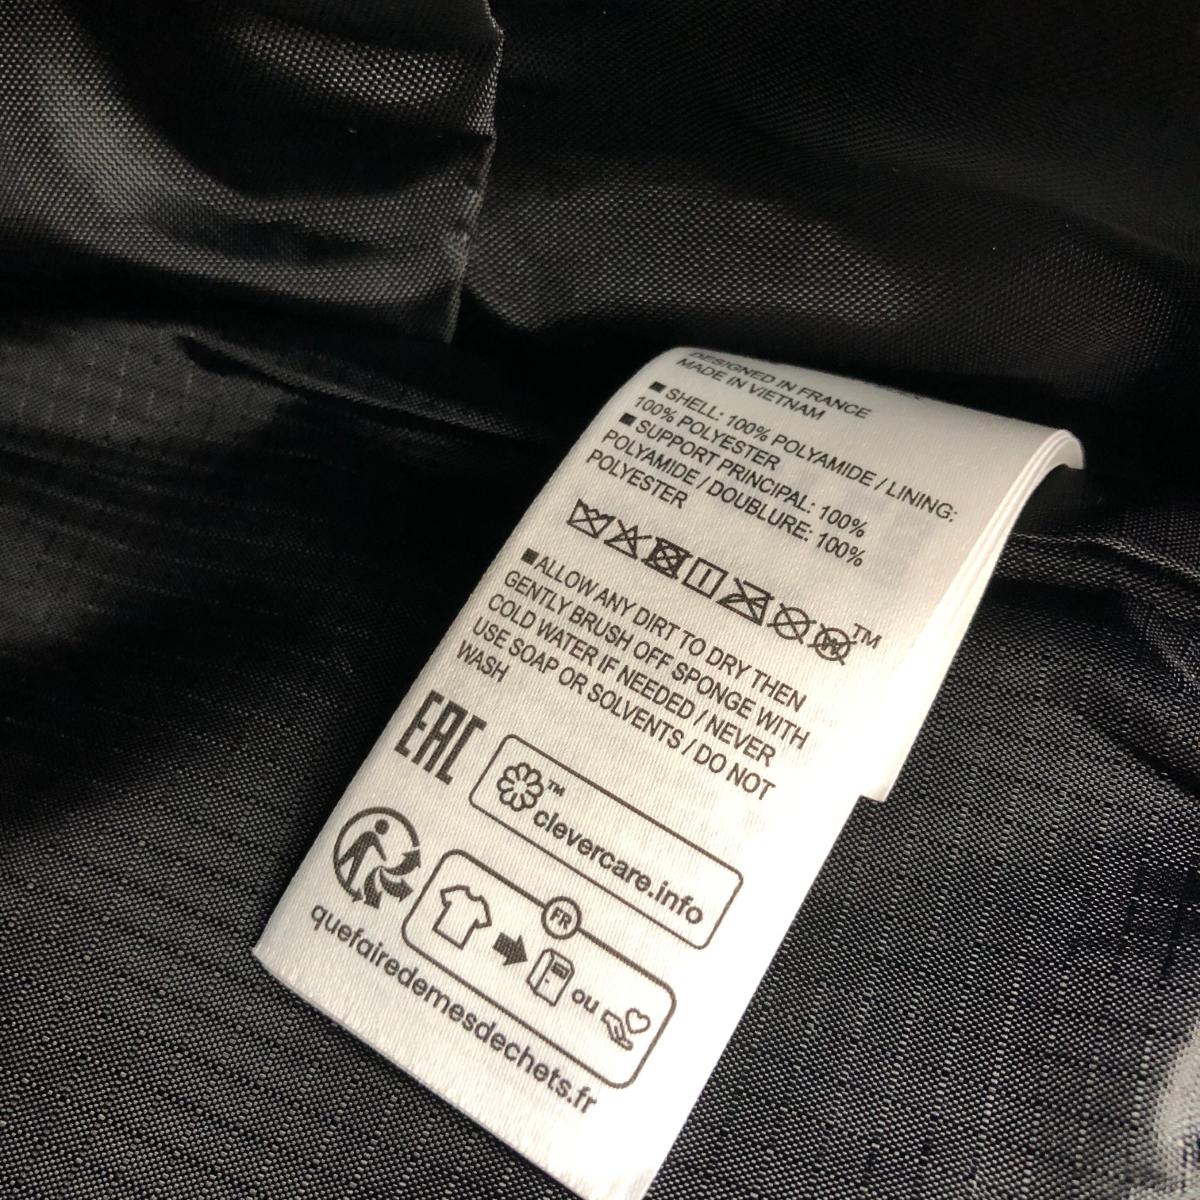 DESIGNED IN FRANCE
MADE IN VIETNAM
■ SHELL: 100% POLYAMIDE / LINING:
100% POLYESTER
■ SUPPORT PRINCIPAL: 100%
POLYAMIDE / DOUBLURE: 100%
POLYESTER
TM
■ ALLOW ANY DIRT TO DRY THEN
GENTLY BRUSH OFF SPONGE WITH
COLD WATER IF NEEDED / NEVER
USE SOAP OR SOLVENTS / DO NOT
WASH
EAC
TM
clevercare.info
FR
ou
quefairedemesdechets.fr